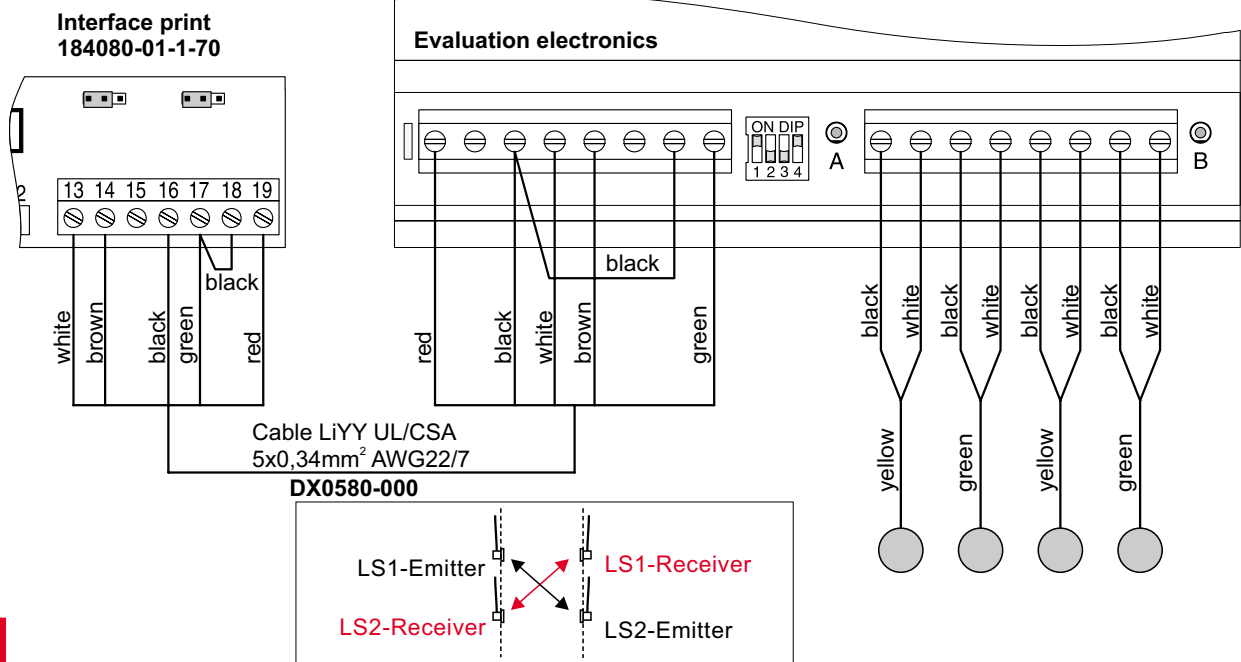 Interface print
184080-01-1-70
Evaluation electronics
ON DIP
1 2 3 4
A
B
13 14 15 16 17 18 19
black
white
brown
black
green
red
red
black
white
brown
black
green
black
white
black
white
black
white
black
white
yellow
green
yellow
green
Cable LiYY UL/CSA
5x0,34mm² AWG22/7
DX0580-000
LS1-Emitter
LS1-Receiver
LS2-Receiver
LS2-Emitter